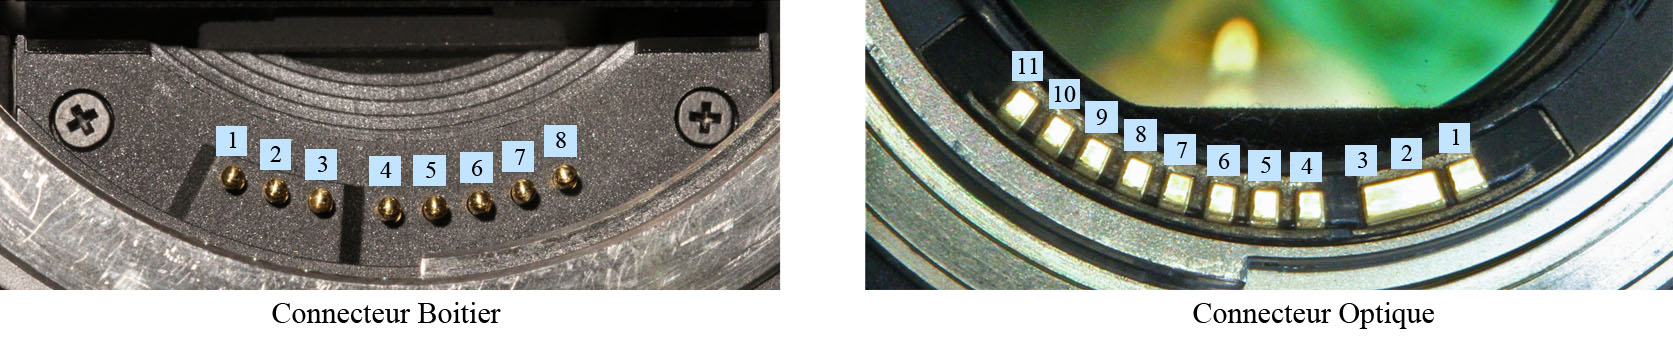 1 2 3 4 5 6 7 8
11 10 9 8 7 6 5 4 3 2 1
Connecteur Boitier
Connecteur Optique